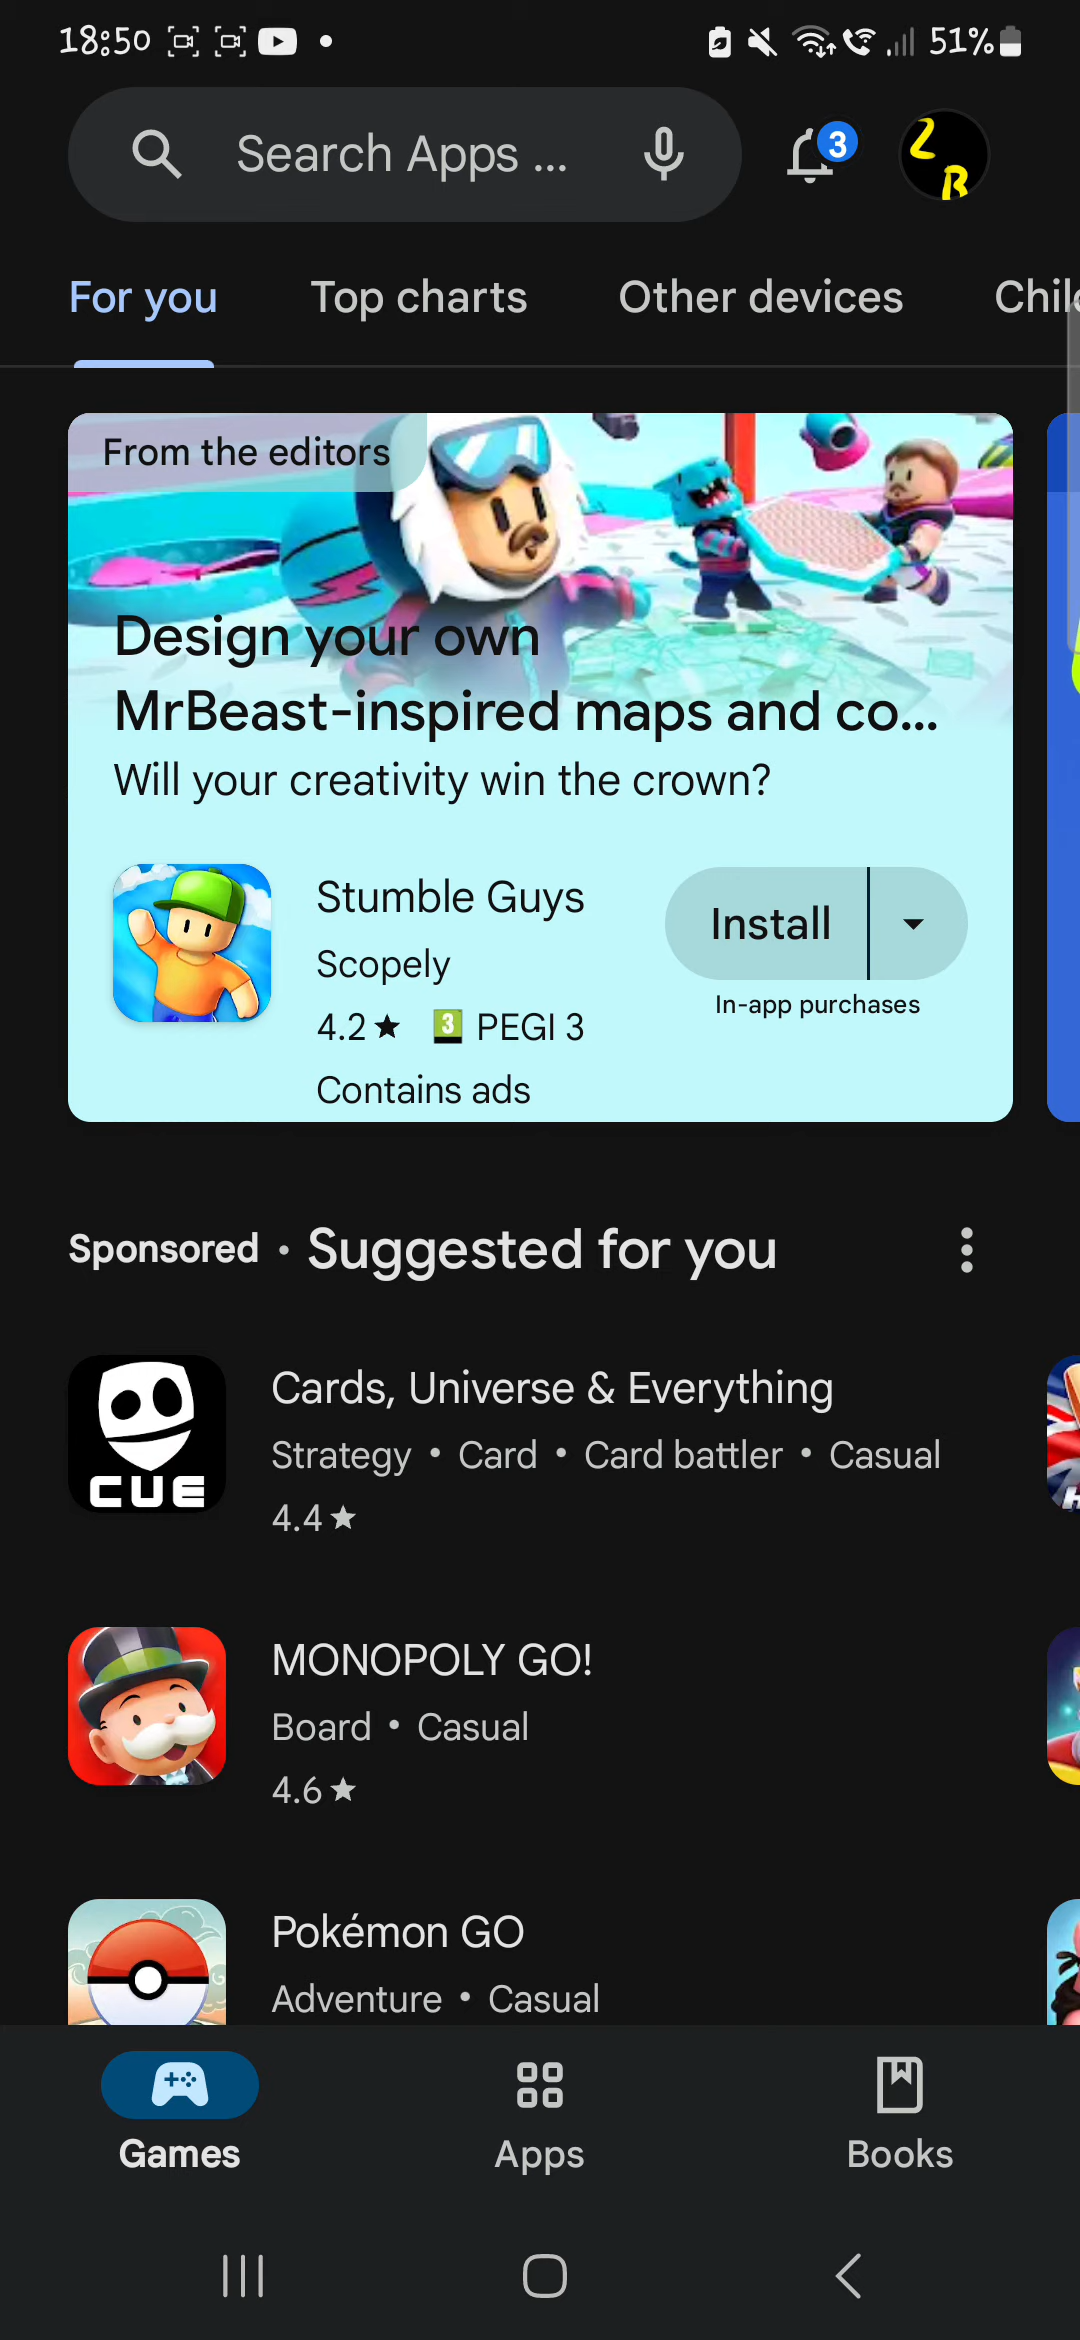 18:50
51%
Search Apps ...
3
Z
B
For you
Top charts
Other devices
From the editors
Design your own
MrBeast-inspired maps and co...
Will your creativity win the crown?
Stumble Guys
Scopely
4.2★
3 PEGI 3
Contains ads
Install
In-app purchases
Sponsored • Suggested for you
CUE
Cards, Universe & Everything
Strategy • Card • Card battler • Casual
4.4★
MONOPOLY GO!
Board • Casual
4.6★
Pokémon GO
Adventure • Casual
Games
Apps
Books